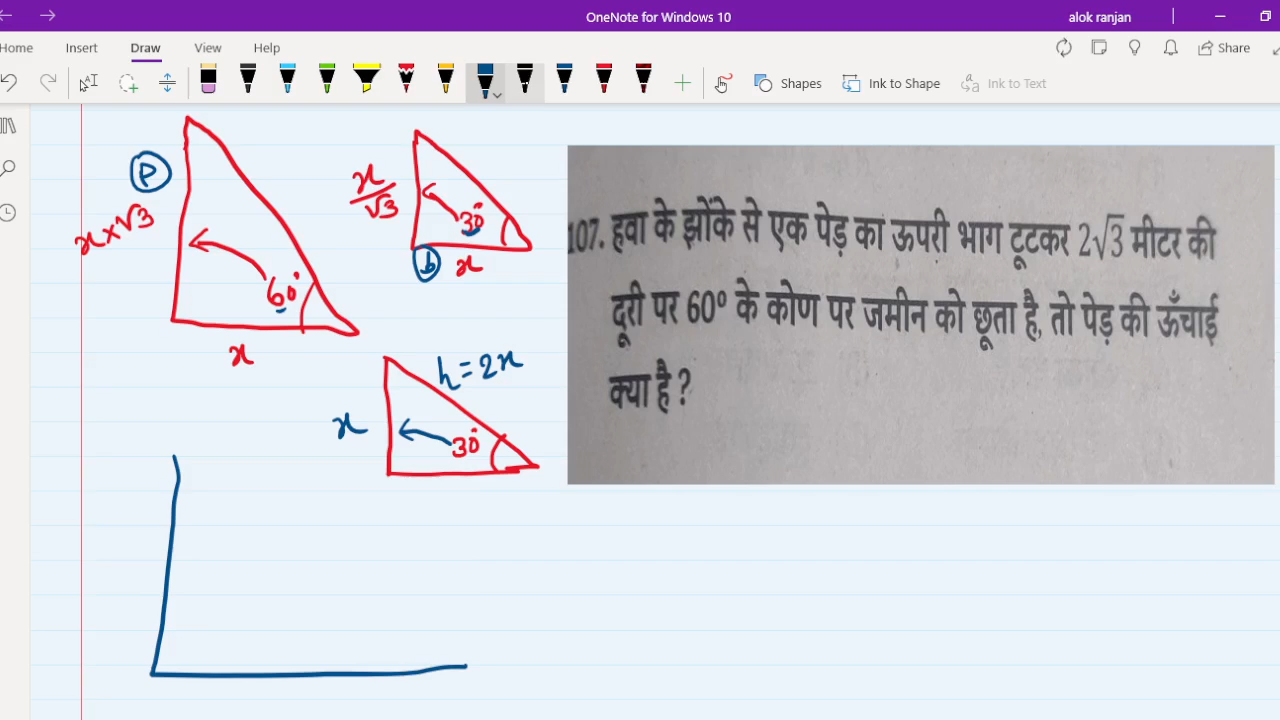 OneNote for Windows 10
alok ranjan
Home Insert Draw View Help
Share
Shapes Ink to Shape Ink to Text
P
x×√3
60°
x
x/√3
30°
b
x
h=2x
x
30°
107. हवा के झोंके से एक पेड़ का ऊपरी भाग टूटकर 2√3 मीटर की
दूरी पर 60° के कोण पर जमीन को छूता है, तो पेड़ की ऊँचाई
क्या है ?